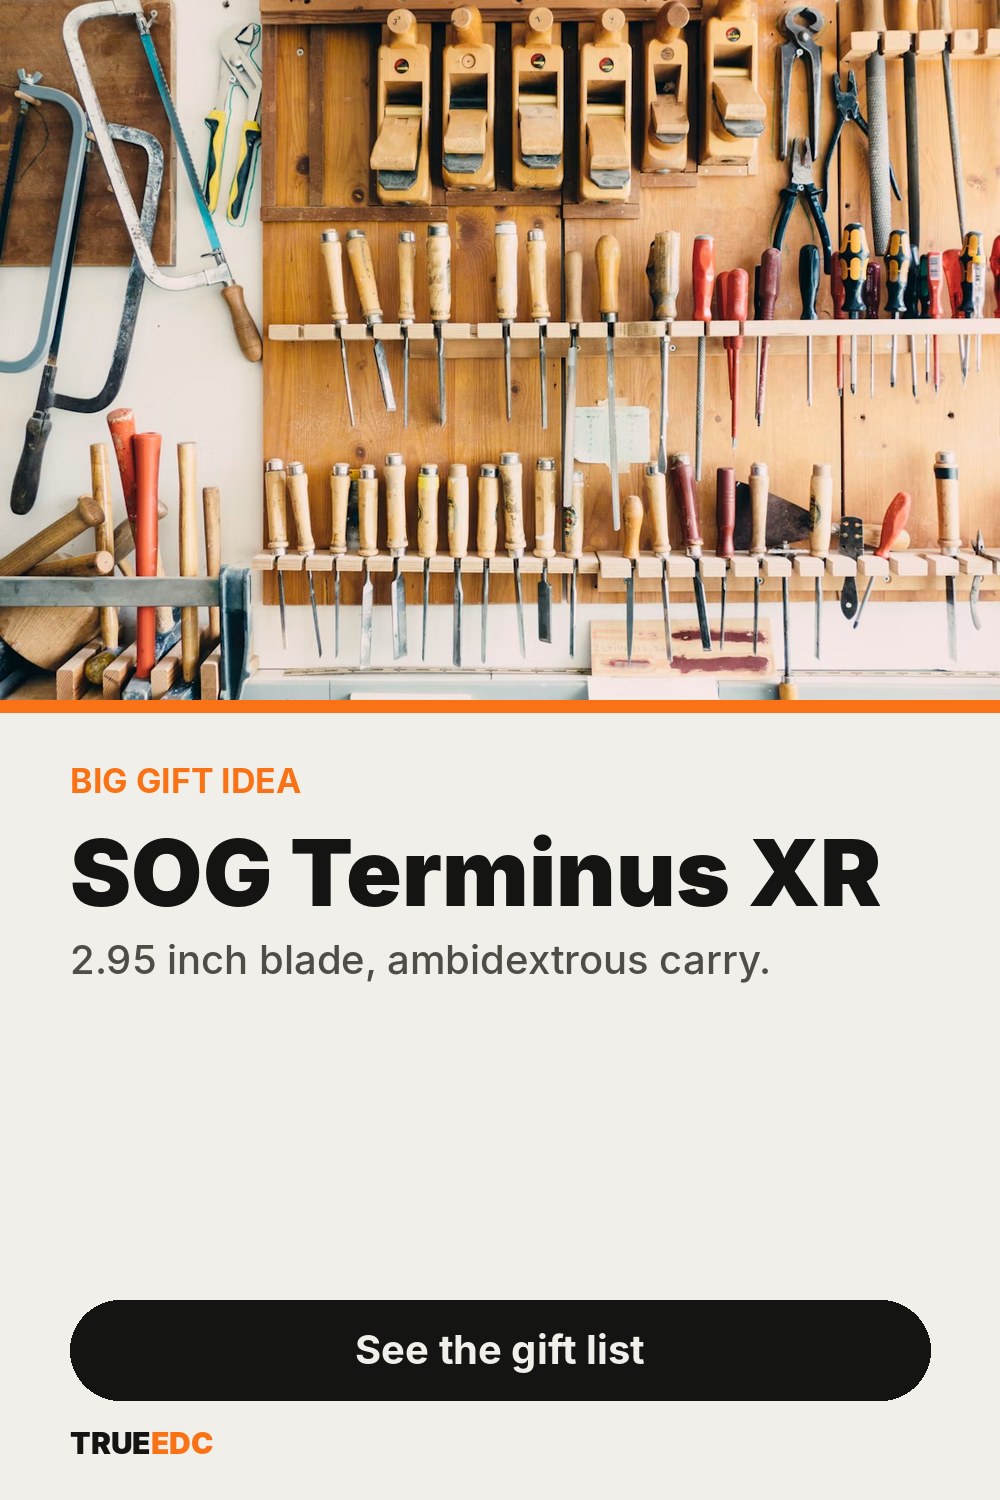 BIG GIFT IDEA
SOG Terminus XR
2.95 inch blade, ambidextrous carry.
See the gift list
TRUEEDC